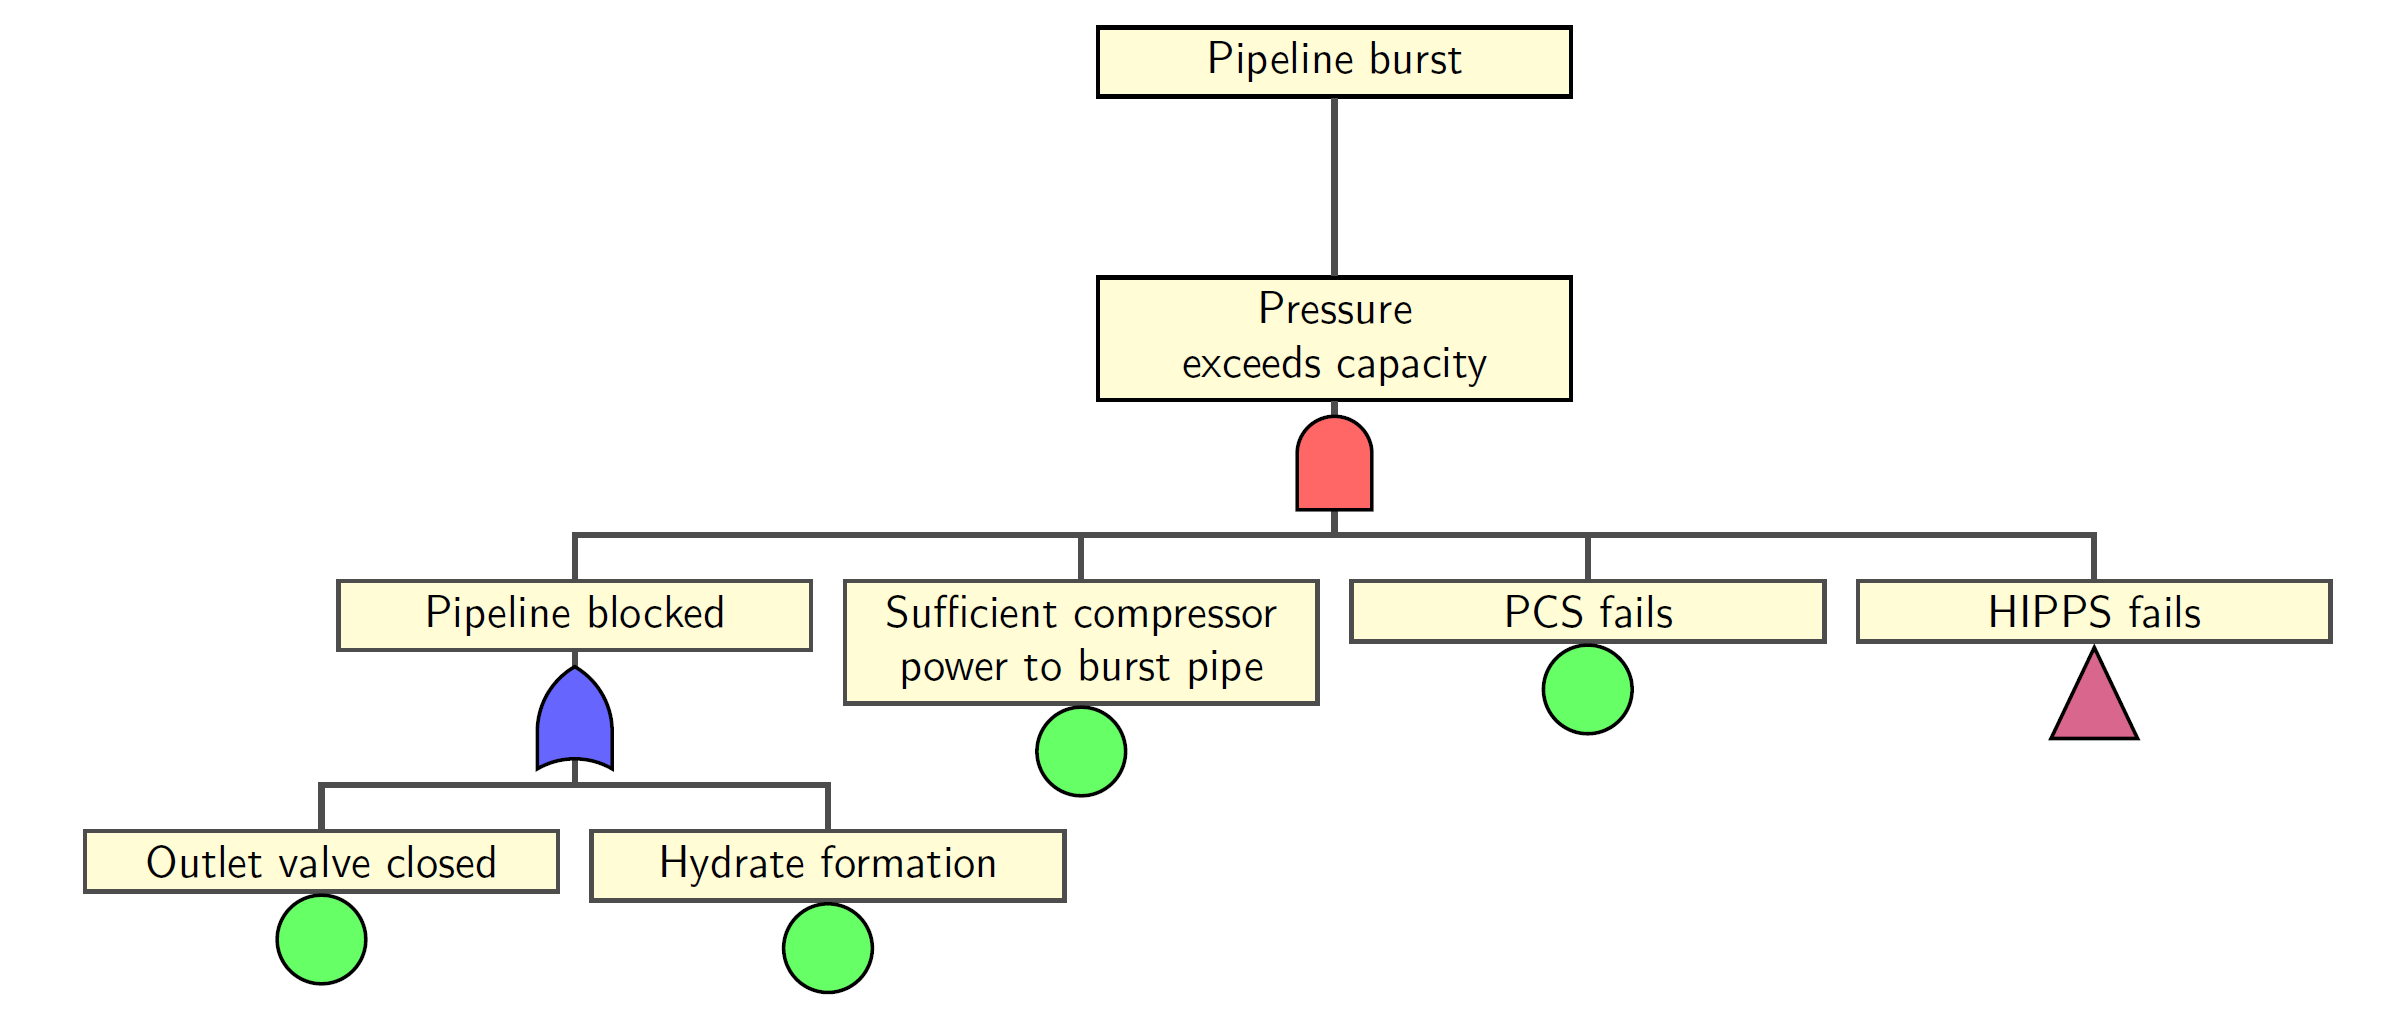 Pipeline burst
Pressure
exceeds capacity
Pipeline blocked
Sufficient compressor
power to burst pipe
PCS fails
HIPPS fails
Outlet valve closed
Hydrate formation